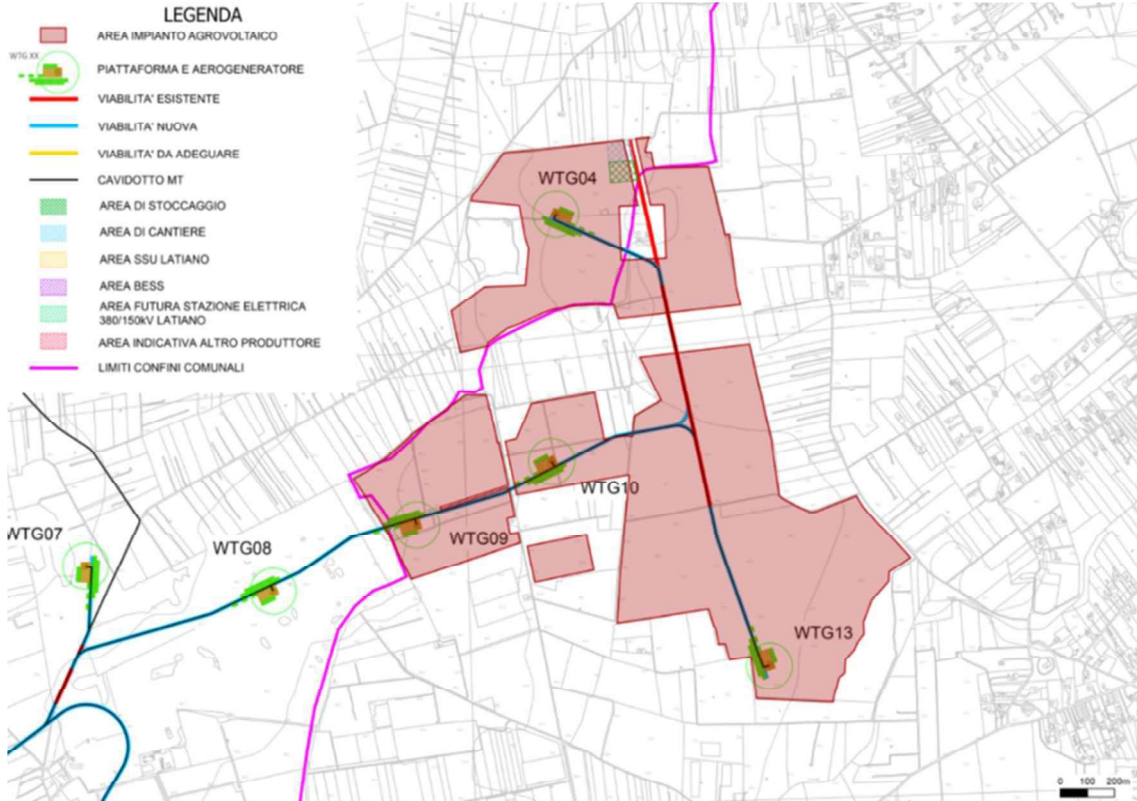 LEGENDA
AREA IMPIANTO AGROVOLTAICO
WTG XX
PIATTAFORMA E AEROGENERATORE
VIABILITA' ESISTENTE
VIABILITA' NUOVA
VIABILITA' DA ADEGUARE
CAVIDOTTO MT
AREA DI STOCCAGGIO
AREA DI CANTIERE
AREA SSU LATIANO
AREA BESS
AREA FUTURA STAZIONE ELETTRICA
380/150kV LATIANO
AREA INDICATIVA ALTRO PRODUTTORE
LIMITI CONFINI COMUNALI
WTG04
WTG10
WTG09
WTG07
WTG08
WTG13
0 100 200m